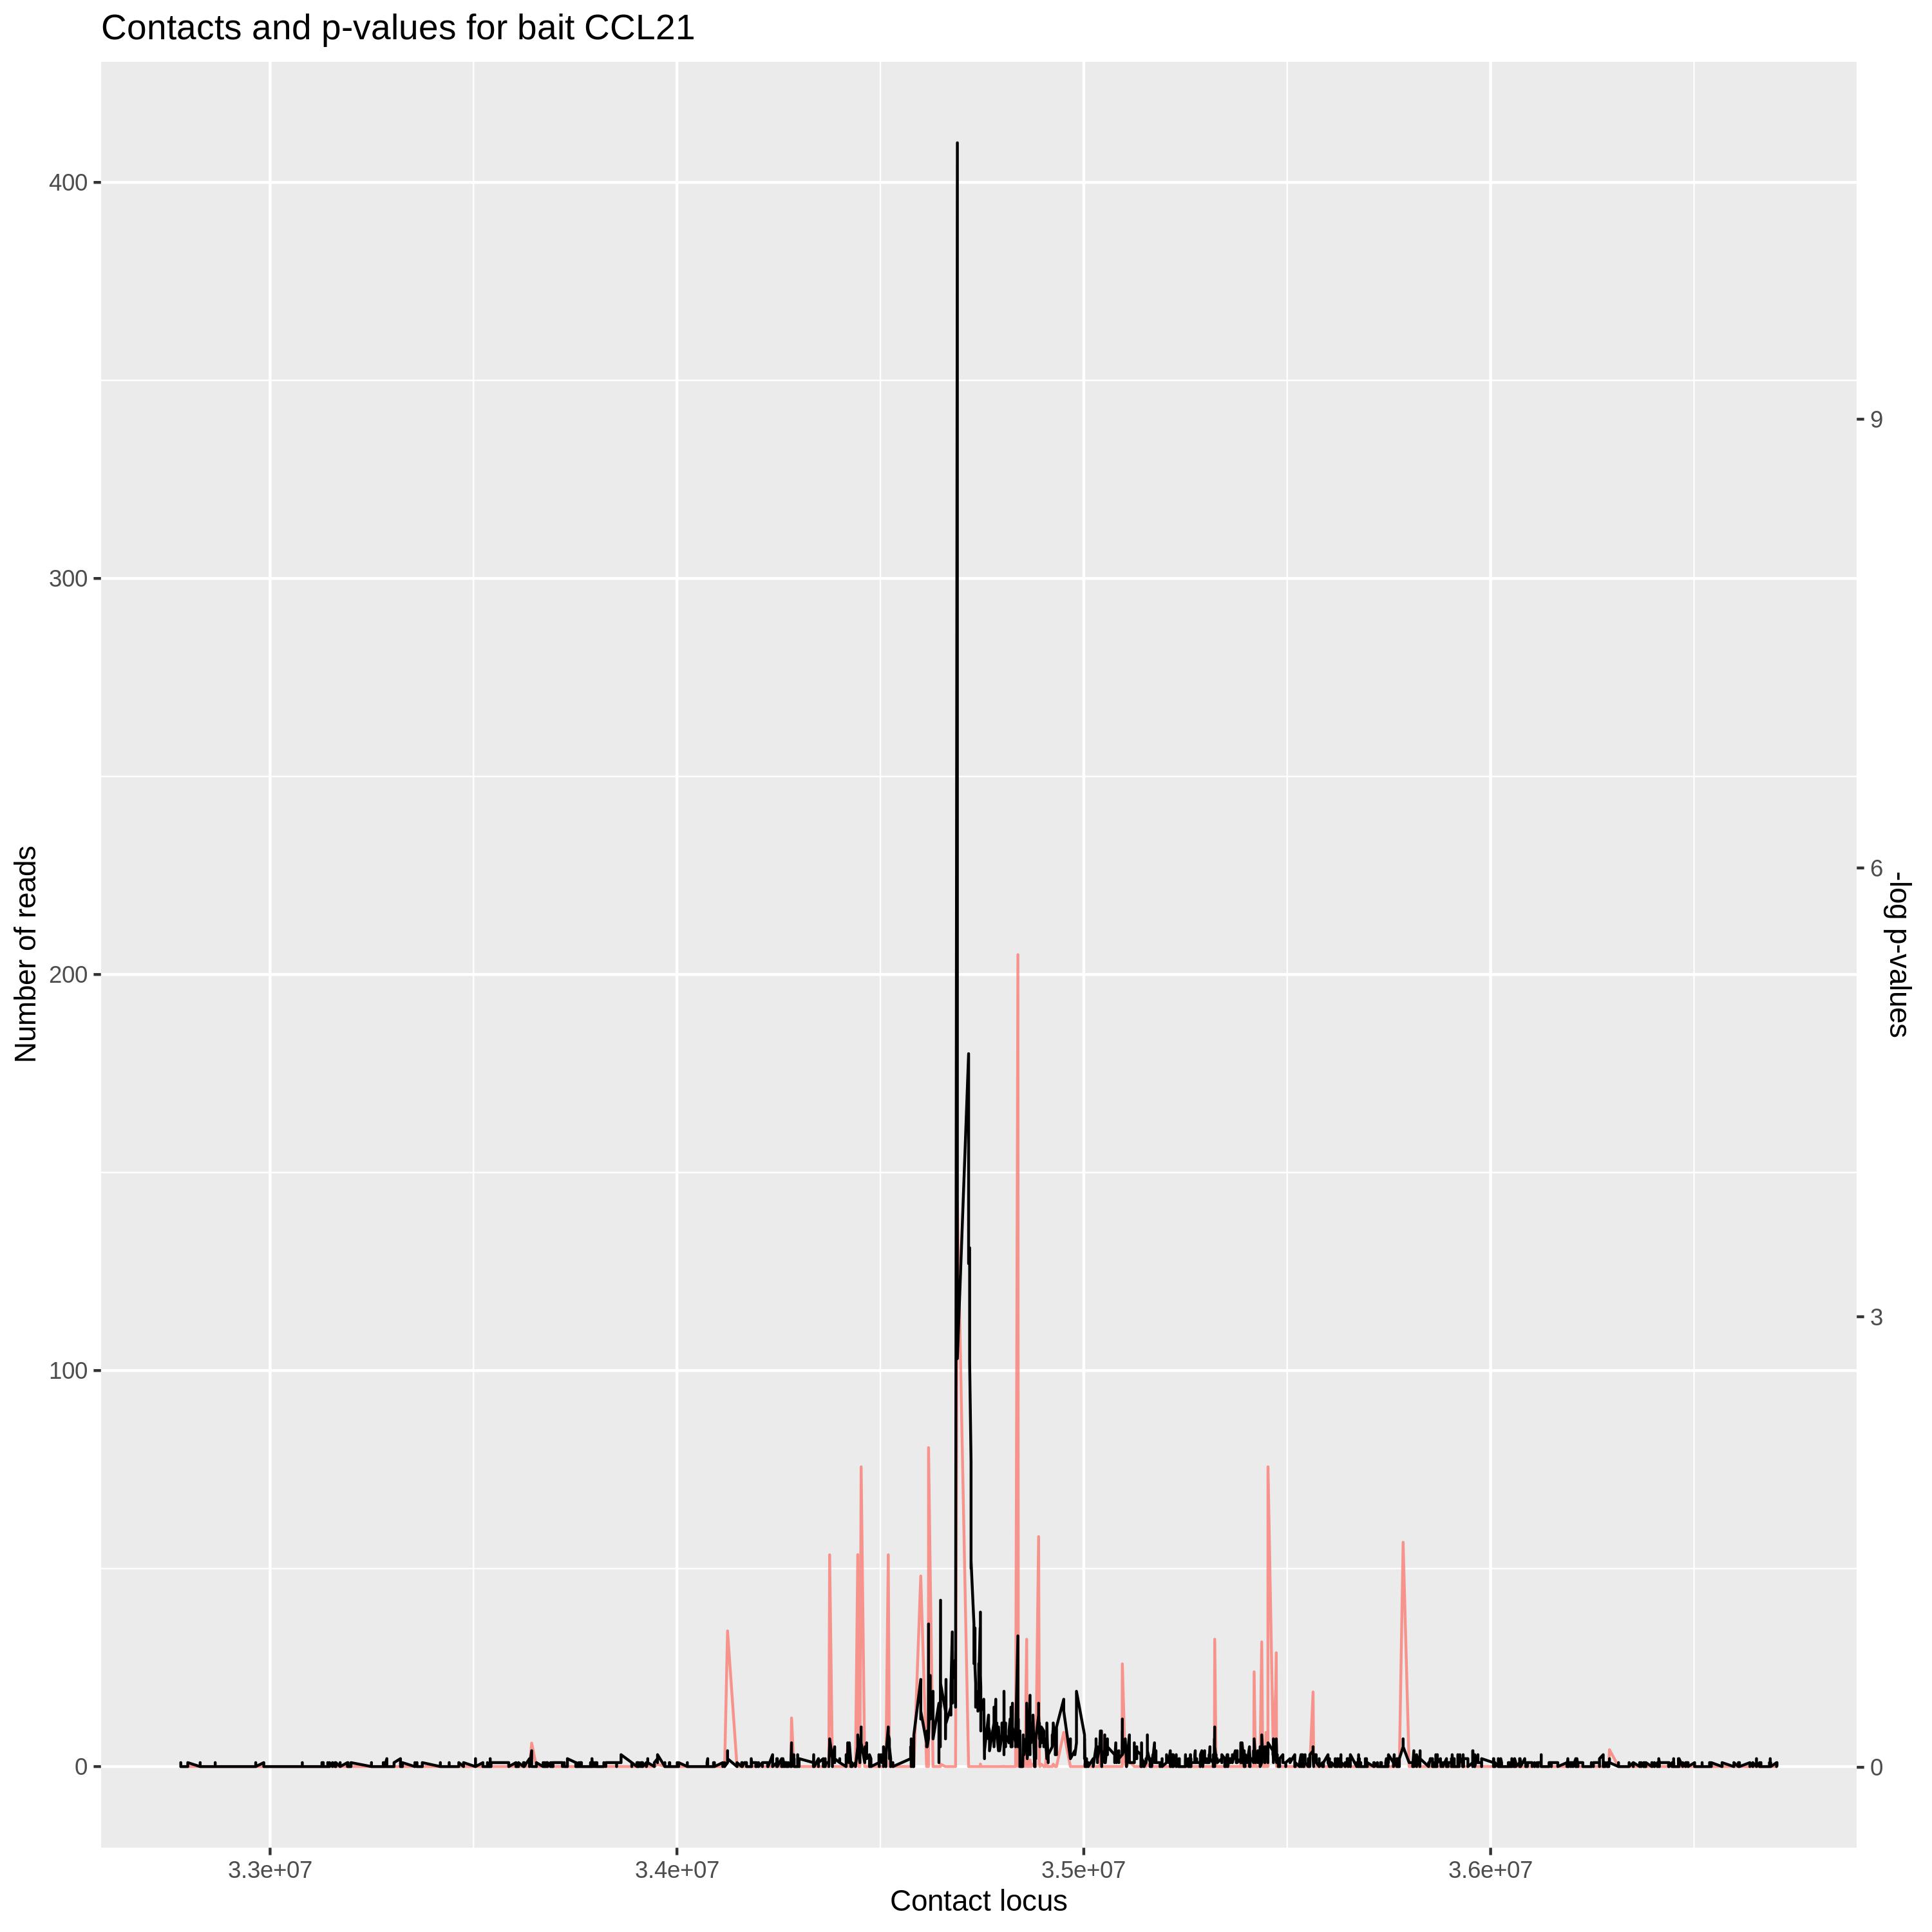 Contacts and p-values for bait CCL21
400
300
200
100
0
Number of reads
9
6
3
0
-log p-values
3.3e+07
3.4e+07
3.5e+07
3.6e+07
Contact locus